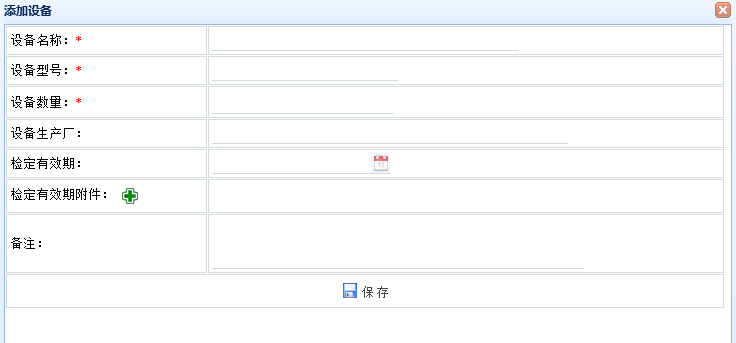 添加设备
设备名称：*
设备型号：*
设备数量：*
设备生产厂：
检定有效期：
检定有效期附件：
备注：
保存